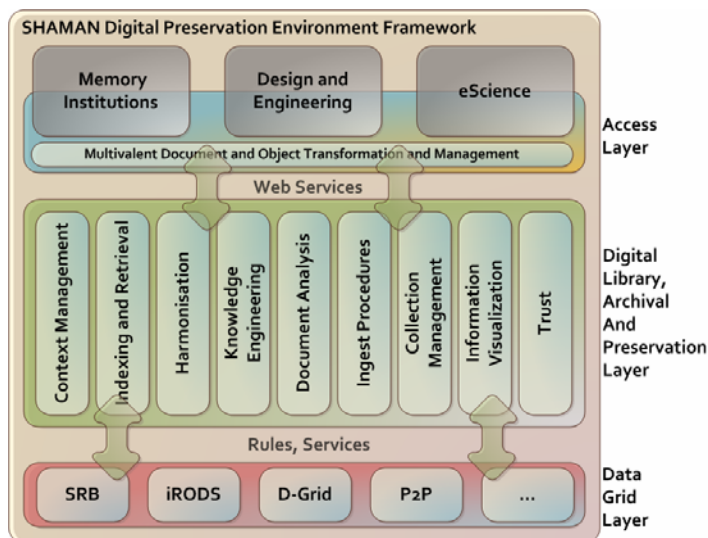 SHAMAN Digital Preservation Environment Framework
Memory
Institutions
Design and
Engineering
eScience
Multivalent Document and Object Transformation and Management
Access
Layer
Web Services
Context Management
Indexing and Retrieval
Harmonisation
Knowledge
Engineering
Document Analysis
Ingest Procedures
Collection
Management
Information
Visualization
Trust
Digital
Library,
Archival
And
Preservation
Layer
Rules, Services
SRB
iRODS
D-Grid
P2P
...
Data
Grid
Layer